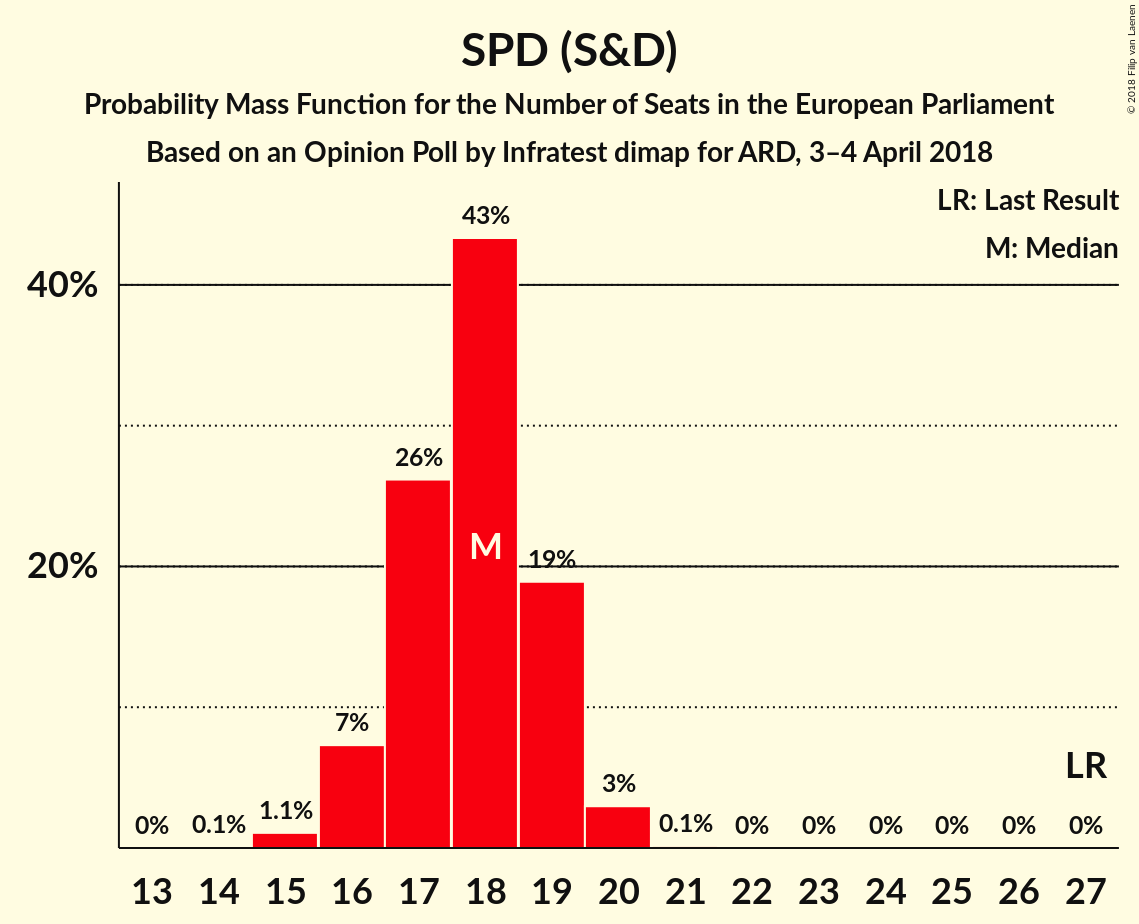 SPD (S&D)
Probability Mass Function for the Number of Seats in the European Parliament
Based on an Opinion Poll by Infratest dimap for ARD, 3–4 April 2018
© 2018 Filip van Laenen
LR: Last Result
M: Median
40%
20%
0%
0.1%
1.1%
7%
26%
43%
M
19%
3%
0.1%
0%
0%
0%
0%
0%
0%
LR
13 14 15 16 17 18 19 20 21 22 23 24 25 26 27